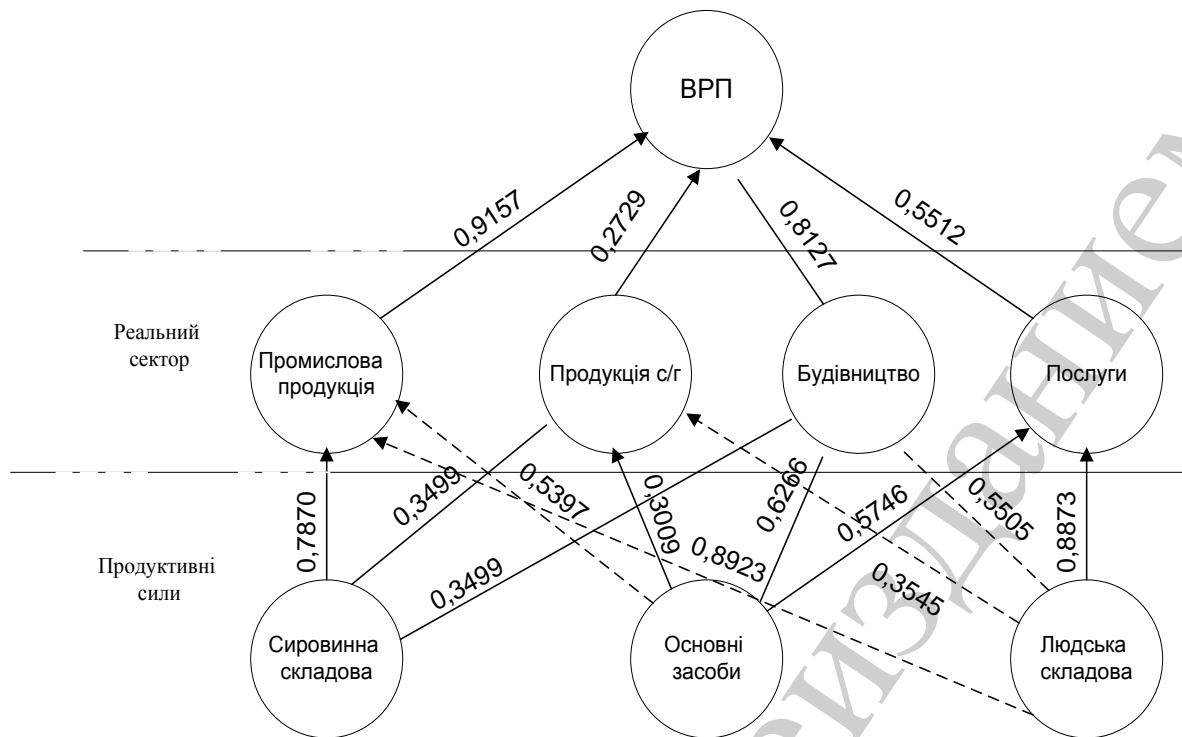 ВРП
0,9157
0,2729
0,8127
0,5512
Реальний
сектор
Промислова
продукція
Продукція с/г
Будівництво
Послуги
0,7870
0,3499
0,5397
0,3009
0,6266
0,5746
0,5505
0,8873
0,3499
0,8923
0,3545
Продуктивні
сили
Сировинна
складова
Основні
засоби
Людська
складова